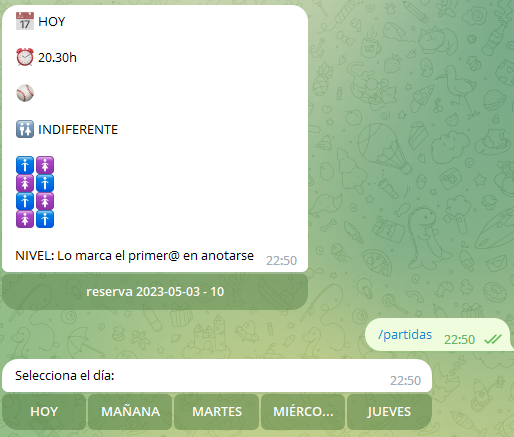 HOY
20.30h
INDIFERENTE
NIVEL: Lo marca el primer@ en anotarse 22:50
reserva 2023-05-03 - 10
/partidas 22:50
Selecciona el día: 22:50
HOY MAÑANA MARTES MIÉRCO... JUEVES